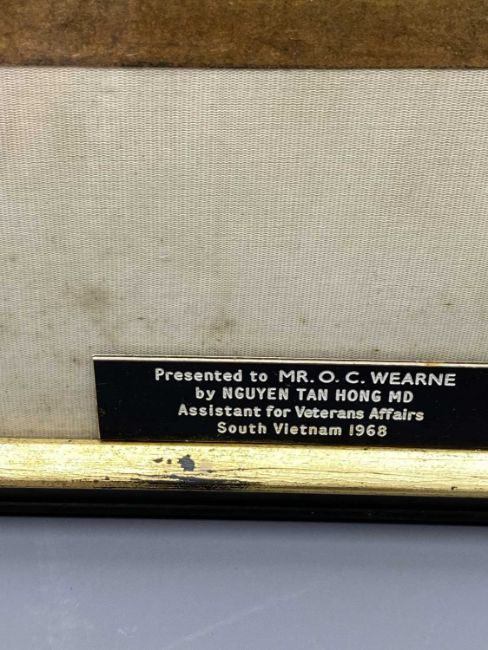 Presented to MR. O. C. WEARNE
by NGUYEN TAN HONG MD
Assistant for Veterans Affairs
South Vietnam 1968